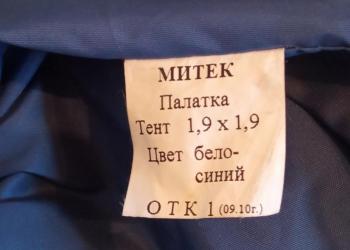 МИТЕК
Палатка
Тент 1,9 х 1,9
Цвет бело-
синий
ОТК 1 (09.10г.)